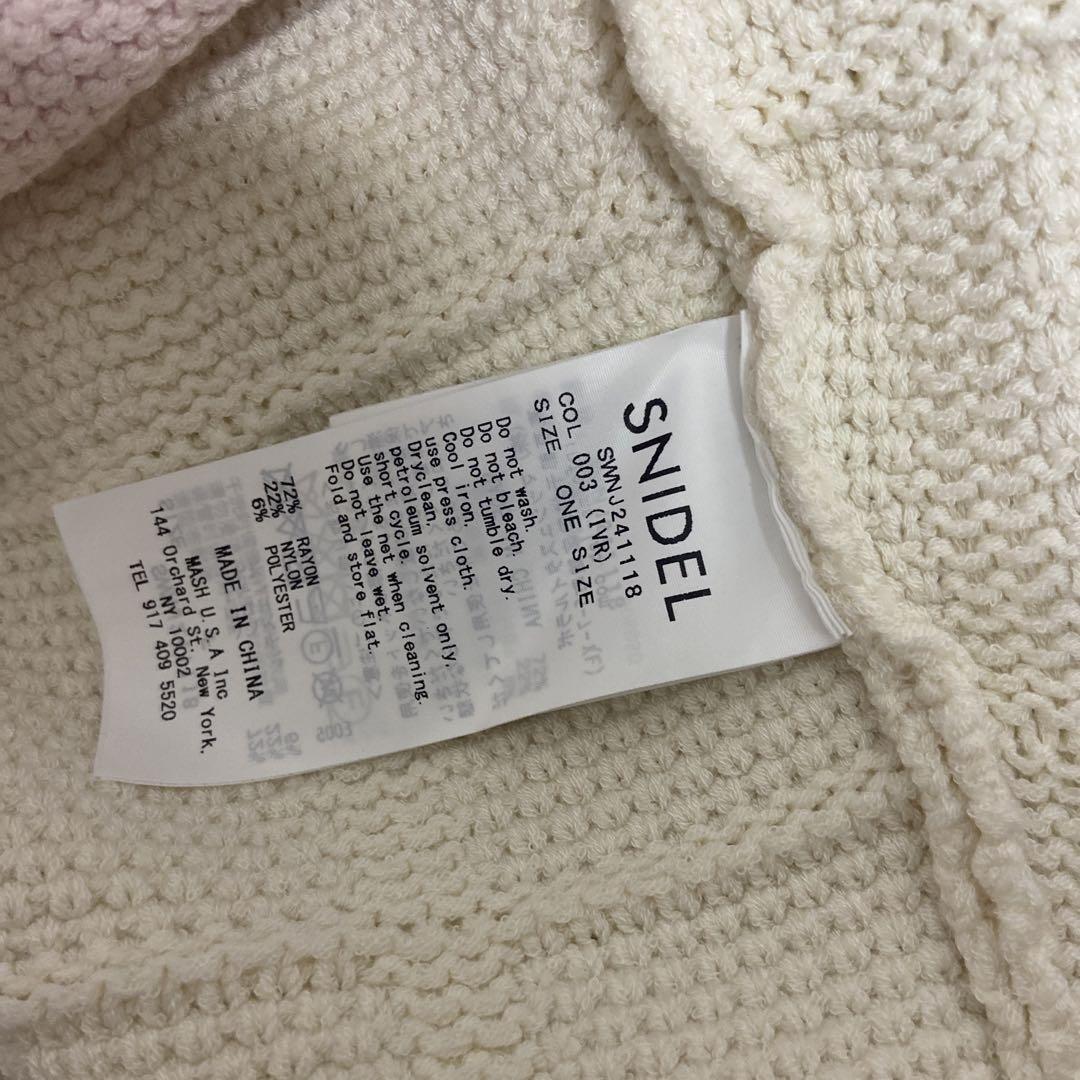 SNIDEL
SWNJ241118
COL 003 (IVR)
SIZE ONE SIZE
Do not wash.
Do not bleach.
Do not tumble dry.
Cool iron.
use press cloth.
Dryclean.
petroleum solvent only.
short cycle.
Use the net when cleaning.
Do not leave wet.
Fold and store flat.
72% RAYON
22% NYLON
6% POLYESTER
MADE IN CHINA
MASH U.S.A Inc
144 Orchard St. New York,
NY 10002
TEL 917 409 5520